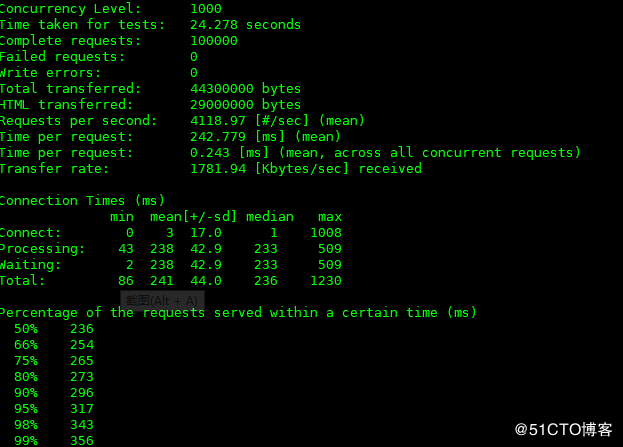 Concurrency Level:      1000
Time taken for tests:   24.278 seconds
Complete requests:      100000
Failed requests:        0
Write errors:           0
Total transferred:      44300000 bytes
HTML transferred:       29000000 bytes
Requests per second:    4118.97 [#/sec] (mean)
Time per request:       242.779 [ms] (mean)
Time per request:       0.243 [ms] (mean, across all concurrent requests)
Transfer rate:          1781.94 [Kbytes/sec] received
Connection Times (ms)
              min  mean[+/-sd] median   max
Connect:        0    3  17.0      1    1008
Processing:    43  238  42.9    233     509
Waiting:        2  238  42.9    233     509
Total:         86  241  44.0    236    1230
截图(Alt + A)
Percentage of the requests served within a certain time (ms)
  50%    236
  66%    254
  75%    265
  80%    273
  90%    296
  95%    317
  98%    343
  99%    356
@51CTO博客